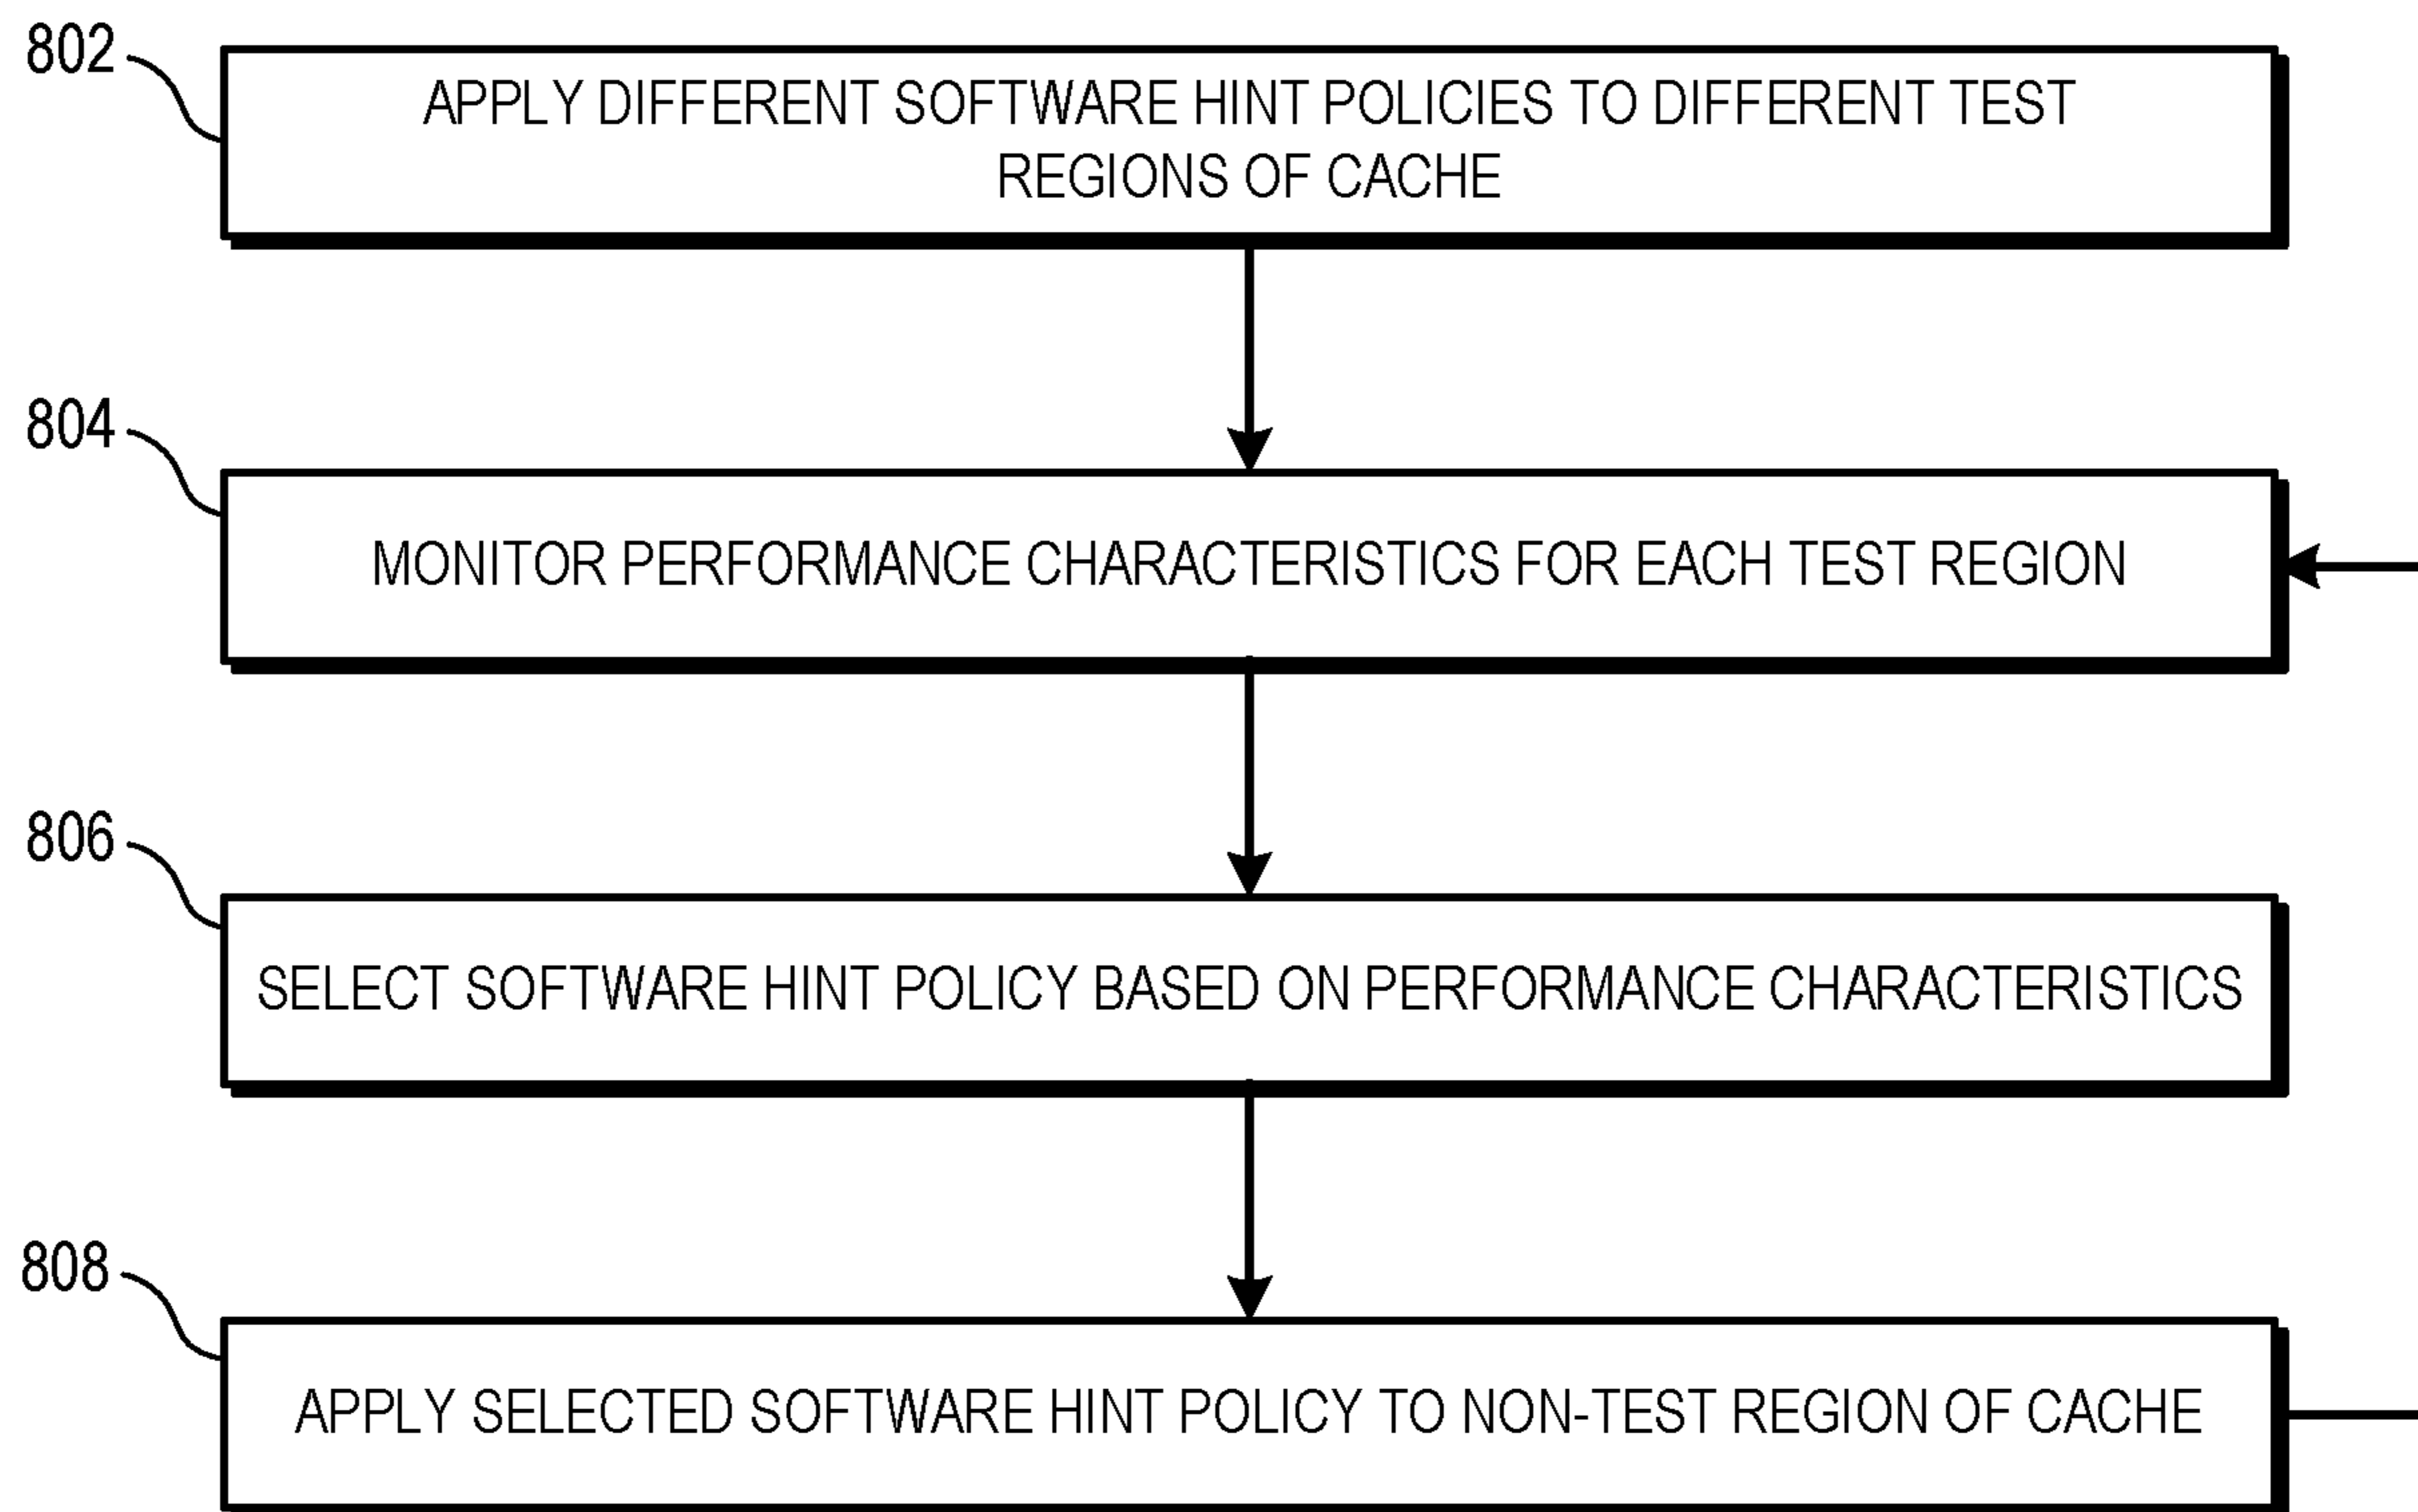 802
APPLY DIFFERENT SOFTWARE HINT POLICIES TO DIFFERENT TEST
REGIONS OF CACHE
804
MONITOR PERFORMANCE CHARACTERISTICS FOR EACH TEST REGION
806
SELECT SOFTWARE HINT POLICY BASED ON PERFORMANCE CHARACTERISTICS
808
APPLY SELECTED SOFTWARE HINT POLICY TO NON-TEST REGION OF CACHE